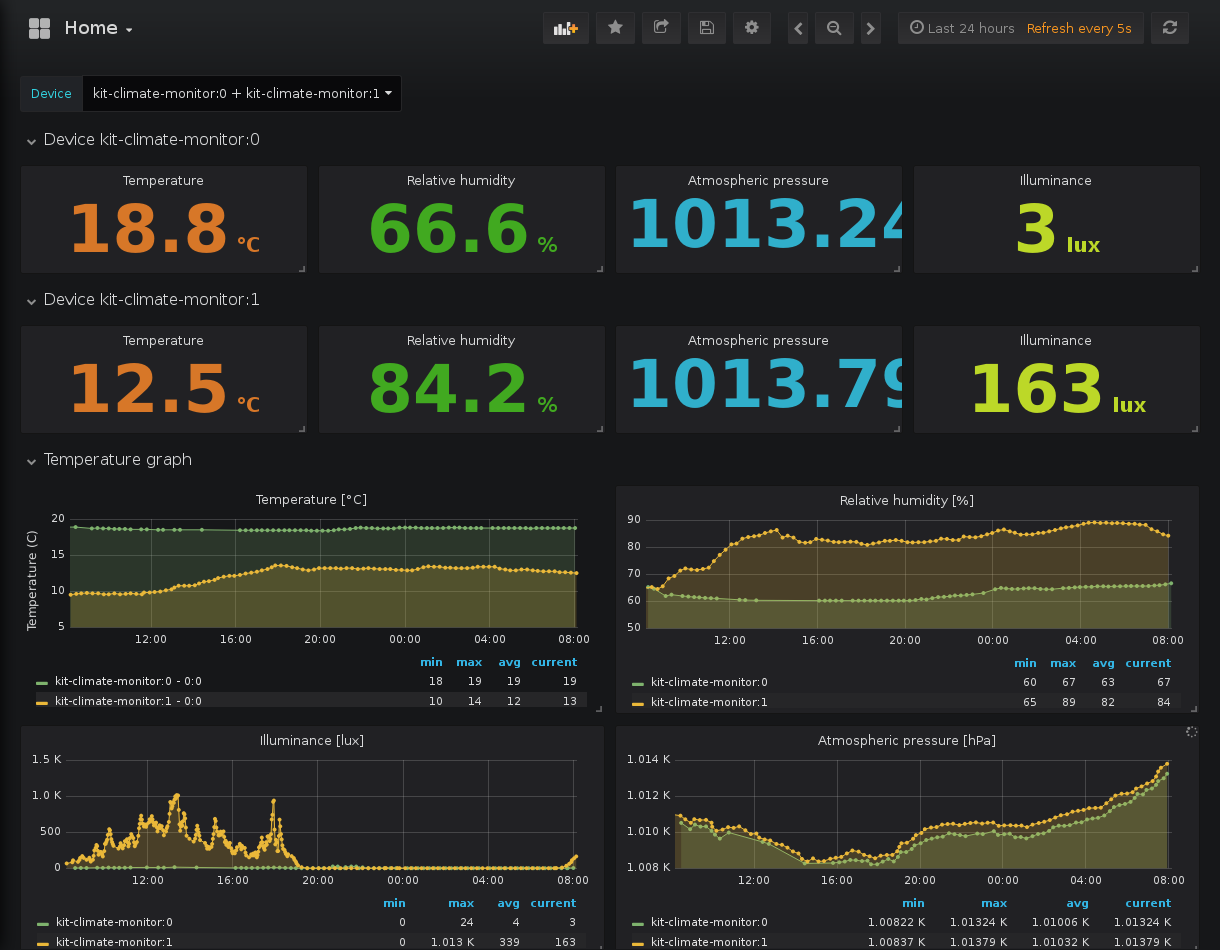 Home
Last 24 hours Refresh every 5s
Device kit-climate-monitor:0 + kit-climate-monitor:1
Device kit-climate-monitor:0
Temperature Relative humidity Atmospheric pressure Illuminance
18.8 °C 66.6 % 1013.24 3 lux
Device kit-climate-monitor:1
Temperature Relative humidity Atmospheric pressure Illuminance
12.5 °C 84.2 % 1013.79 163 lux
Temperature graph
Temperature [°C]
Temperature (C)
20
15
10
5
12:00 16:00 20:00 00:00 04:00 08:00
min max avg current
kit-climate-monitor:0 - 0:0 18 19 19 19
kit-climate-monitor:1 - 0:0 10 14 12 13
Relative humidity [%]
90
80
70
60
50
12:00 16:00 20:00 00:00 04:00 08:00
min max avg current
kit-climate-monitor:0 60 67 63 67
kit-climate-monitor:1 65 89 82 84
Illuminance [lux]
1.5 K
1.0 K
500
0
12:00 16:00 20:00 00:00 04:00 08:00
min max avg current
kit-climate-monitor:0 0 24 4 3
kit-climate-monitor:1 0 1.013 K 339 163
Atmospheric pressure [hPa]
1.014 K
1.012 K
1.010 K
1.008 K
12:00 16:00 20:00 00:00 04:00 08:00
min max avg current
kit-climate-monitor:0 1.00822 K 1.01324 K 1.01006 K 1.01324 K
kit-climate-monitor:1 1.00837 K 1.01379 K 1.01032 K 1.01379 K